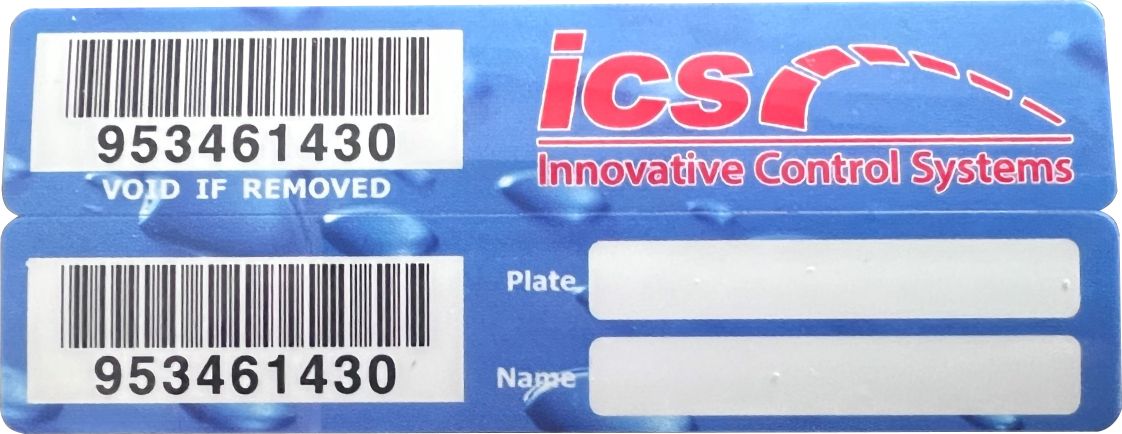 953461430
VOID IF REMOVED
ics
Innovative Control Systems
953461430
Plate
Name